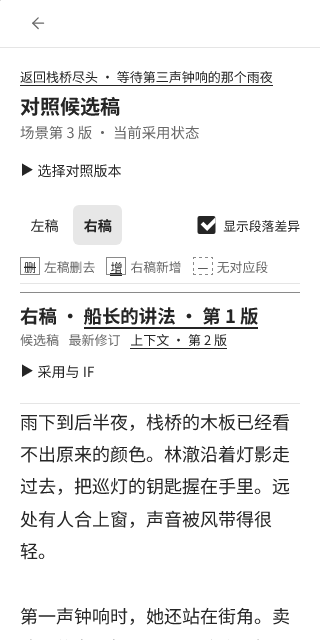 返回栈桥尽头 · 等待第三声钟响的那个雨夜
对照候选稿
场景第 3 版 · 当前采用状态
▶ 选择对照版本
左稿 右稿 显示段落差异
删 左稿删去 增 右稿新增 — 无对应段
右稿 · 船长的讲法 · 第 1 版
候选稿 最新修订 上下文 · 第 2 版
▶ 采用与 IF
雨下到后半夜，栈桥的木板已经看
不出原来的颜色。林澈沿着灯影走
过去，把巡灯的钥匙握在手里。远
处有人合上窗，声音被风带得很
轻。
第一声钟响时，她还站在街角。卖